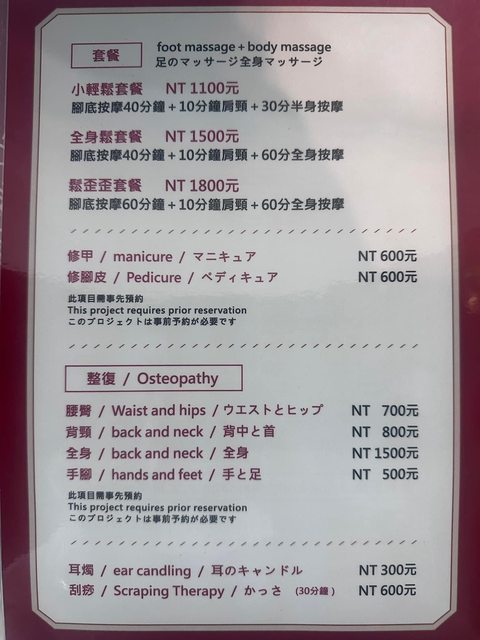 套餐 foot massage + body massage
足のマッサージ全身マッサージ
小輕鬆套餐 NT 1100元
腳底按摩40分鐘+10分鐘肩頸+30分半身按摩
全身鬆套餐 NT 1500元
腳底按摩40分鐘+10分鐘肩頸+60分全身按摩
鬆歪歪套餐 NT 1800元
腳底按摩60分鐘+10分鐘肩頸+60分全身按摩
修甲 / manicure / マニキュア NT 600元
修腳皮 / Pedicure / ペディキュア NT 600元
此項目需事先預約
This project requires prior reservation
このプロジェクトは事前予約が必要です
整復 / Osteopathy
腰臀 / Waist and hips / ウエストとヒップ NT 700元
背頸 / back and neck / 背中と首 NT 800元
全身 / back and neck / 全身 NT 1500元
手腳 / hands and feet / 手と足 NT 500元
此項目需事先預約
This project requires prior reservation
このプロジェクトは事前予約が必要です
耳燭 / ear candling / 耳のキャンドル NT 300元
刮痧 / Scraping Therapy / かっさ (30分鐘) NT 600元